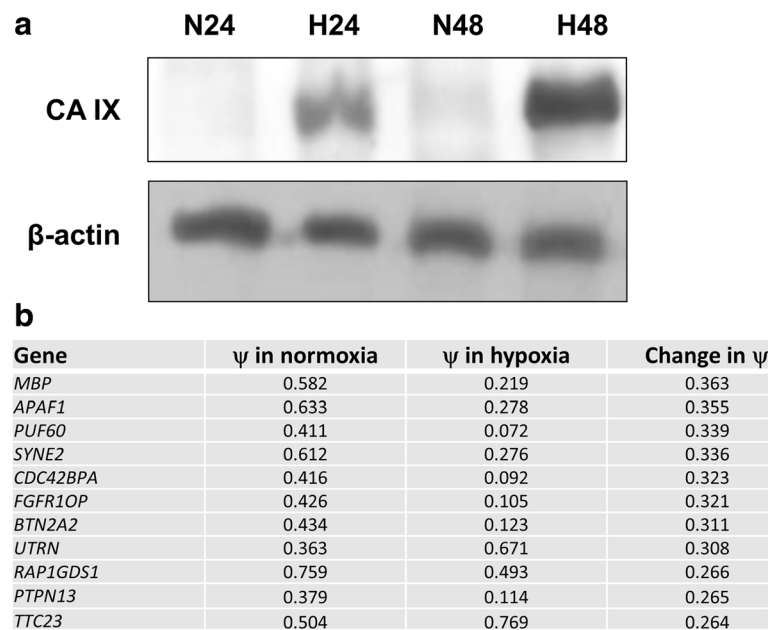 a
N24 H24 N48 H48
CA IX
β-actin
b
Gene ψ in normoxia ψ in hypoxia Change in ψ
MBP 0.582 0.219 0.363
APAF1 0.633 0.278 0.355
PUF60 0.411 0.072 0.339
SYNE2 0.612 0.276 0.336
CDC42BPA 0.416 0.092 0.323
FGFR1OP 0.426 0.105 0.321
BTN2A2 0.434 0.123 0.311
UTRN 0.363 0.671 0.308
RAP1GDS1 0.759 0.493 0.266
PTPN13 0.379 0.114 0.265
TTC23 0.504 0.769 0.264